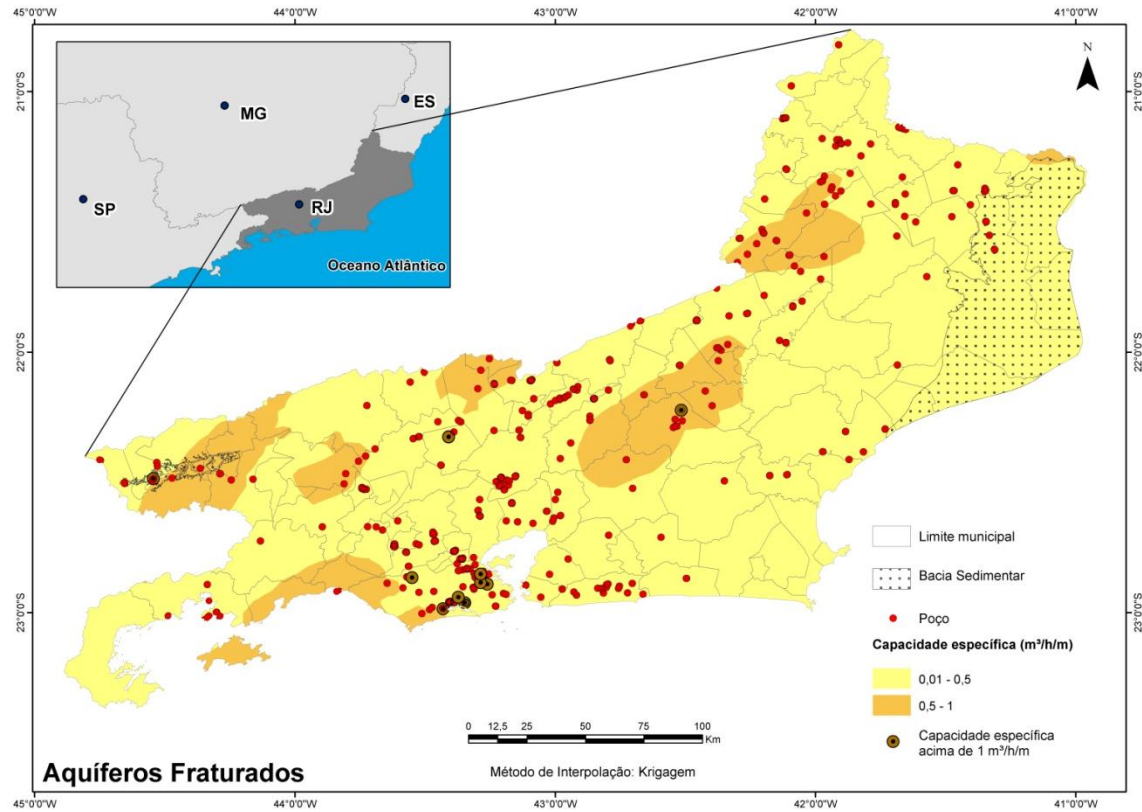 45°0'0"W
44°0'0"W
43°0'0"W
42°0'0"W
41°0'0"W
N
21°0'0"S
21°0'0"S
MG
ES
SP
RJ
Oceano Atlântico
22°0'0"S
22°0'0"S
23°0'0"S
23°0'0"S
Limite municipal
Bacia Sedimentar
Poço
Capacidade específica (m³/h/m)
0,01 - 0,5
0,5 - 1
Capacidade específica
acima de 1 m³/h/m
0 12,5 25 50 75 100
Km
Método de Interpolação: Krigagem
Aquíferos Fraturados
45°0'0"W
44°0'0"W
43°0'0"W
42°0'0"W
41°0'0"W